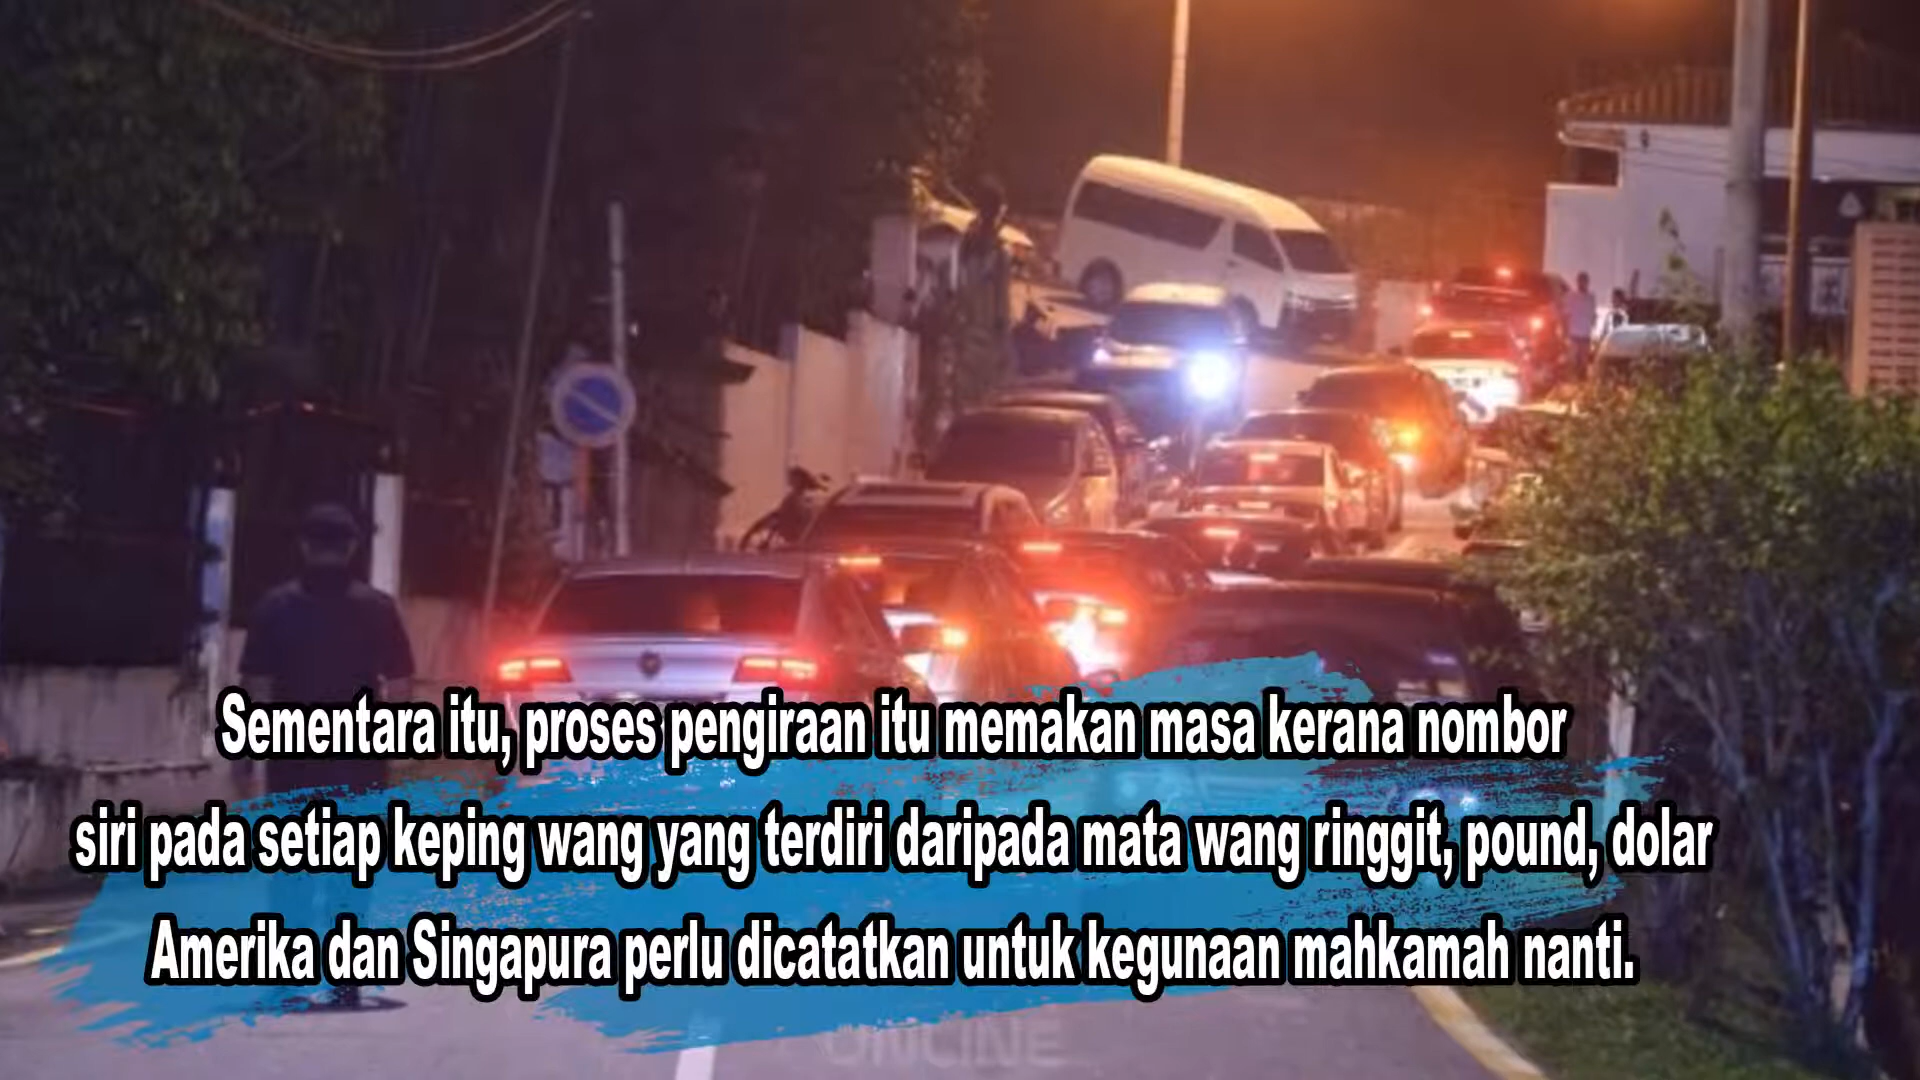 Sementara itu, proses pengiraan itu memakan masa kerana nombor
siri pada setiap keping wang yang terdiri daripada mata wang ringgit, pound, dolar
Amerika dan Singapura perlu dicatatkan untuk kegunaan mahkamah nanti.